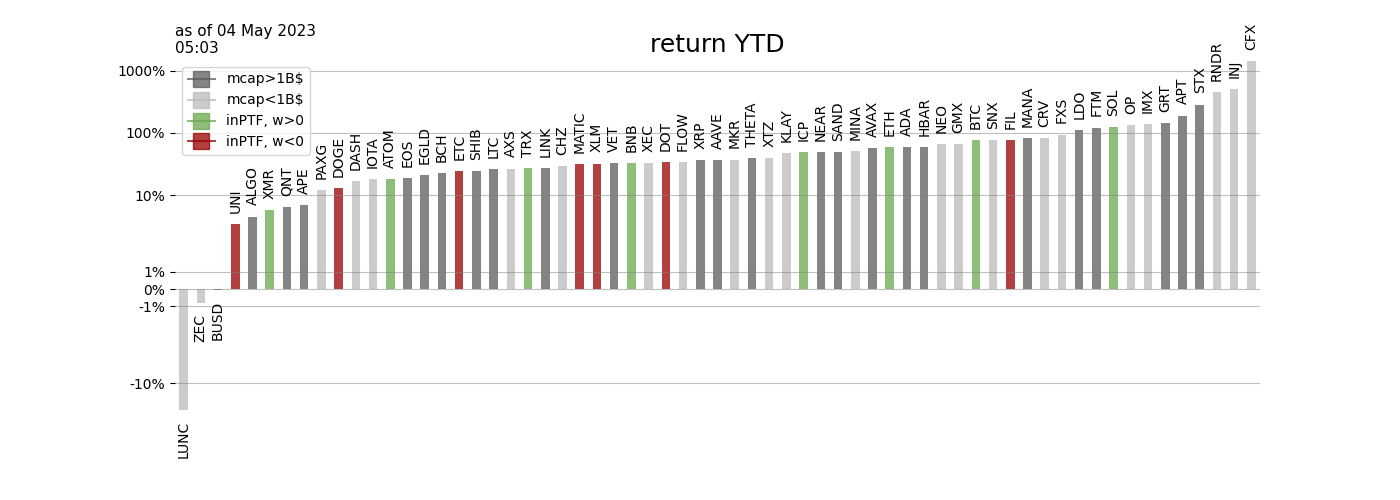 as of 04 May 2023
05:03
return YTD
1000%
100%
10%
1%
0%
-1%
-10%
mcap>1B$
mcap<1B$
inPTF, w>0
inPTF, w<0
LUNC
ZEC
BUSD
UNI
ALGO
XMR
QNT
APE
PAXG
DOGE
DASH
IOTA
ATOM
EOS
EGLD
BCH
ETC
SHIB
LTC
AXS
TRX
LINK
CHZ
MATIC
XLM
VET
BNB
XEC
DOT
FLOW
XRP
AAVE
MKR
THETA
XTZ
KLAY
ICP
NEAR
SAND
MINA
AVAX
ETH
ADA
HBAR
NEO
GMX
BTC
SNX
FIL
MANA
CRV
FXS
LDO
FTM
SOL
OP
IMX
GRT
APT
STX
RNDR
INJ
CFX